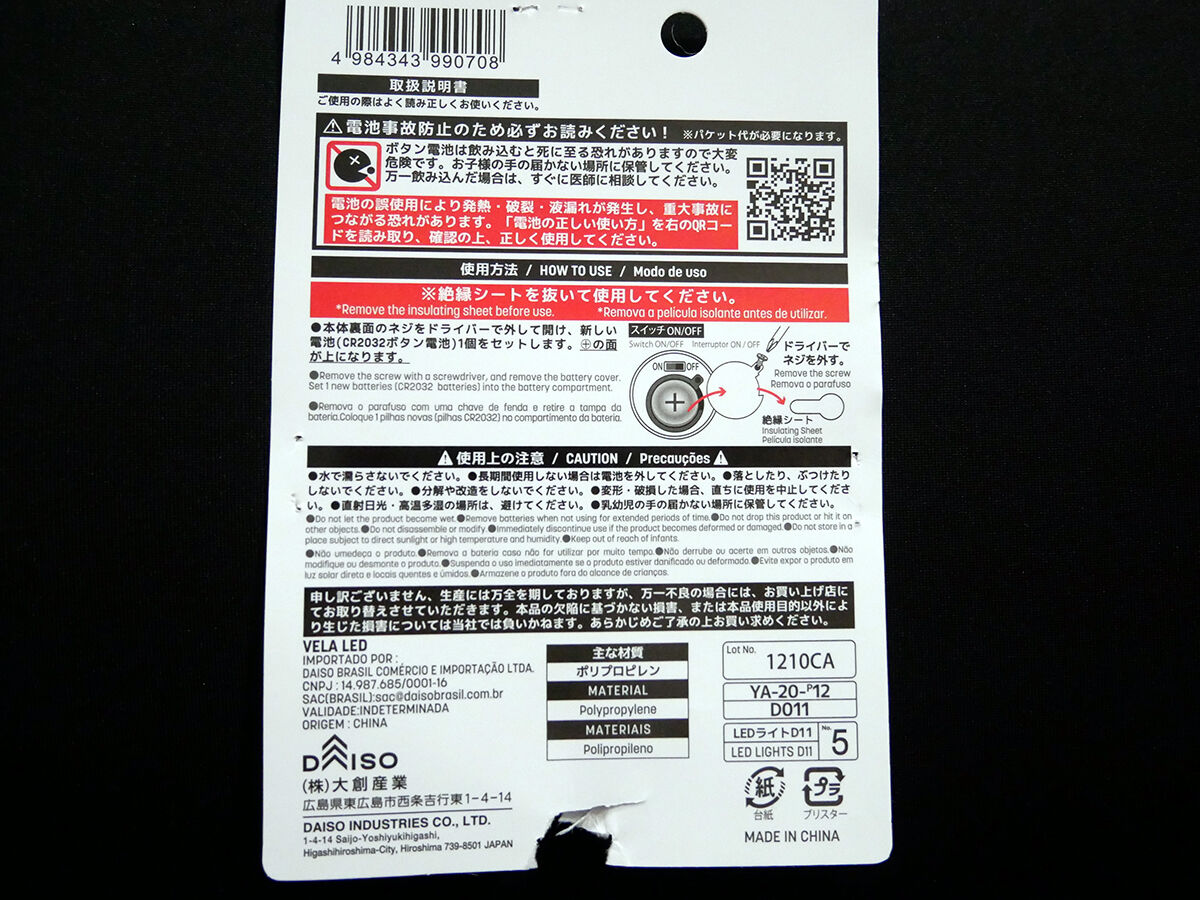 4 984343 990708
取扱説明書
ご使用の際はよく読み正しくお使いください。
⚠電池事故防止のため必ずお読みください！ ※パケット代が必要になります。
ボタン電池は飲み込むと死に至る恐れがありますので大変
危険です。お子様の手の届かない場所に保管してください。
万一飲み込んだ場合は、すぐに医師に相談してください。
電池の誤使用により発熱・破裂・液漏れが発生し、重大事故に
つながる恐れがあります。「電池の正しい使い方」を右のQRコー
ドを読み取り、確認の上、正しく使用してください。
使用方法 / HOW TO USE / Modo de uso
※絶縁シートを抜いて使用してください。
*Remove the insulating sheet before use. *Remova a película isolante antes de utilizar.
●本体裏面のネジをドライバーで外して開け、新しい
電池(CR2032ボタン電池)1個をセットします。⊕の面
が上になります。
●Remove the screw with a screwdriver, and remove the battery cover.
Set 1 new batteries (CR2032 batteries) into the battery compartment.
●Remova o parafuso com uma chave de fenda e retire a tampa da
bateria.Coloque 1 pilhas novas (pilhas CR2032) no compartimento da bateria.
スイッチ ON/OFF
Switch ON/OFF Interruptor ON / OFF
ON OFF
ドライバーで
ネジを外す。
Remove the screw
Remova o parafuso
絶縁シート
Insulating Sheet
Película isolante
⚠使用上の注意 / CAUTION / Precauções⚠
●水で濡らさないでください。●長期間使用しない場合は電池を外してください。●落としたり、ぶつけたり
しないでください。●分解や改造をしないでください。●変形・破損した場合、直ちに使用を中止してくださ
い。●直射日光・高温多湿の場所は、避けてください。●乳幼児の手の届かない場所に保管してください。
●Do not let the product become wet.●Remove batteries when not using for extended periods of time.●Do not drop this product or hit it on
other objects.●Do not disassemble or modify.●Immediately discontinue use if the product becomes deformed or damaged.●Do not store in a
place subject to direct sunlight or high temperature and humidity.●Keep out of reach of infants.
●Não umedeça o produto.●Remova a bateria caso não for utilizar por muito tempo.●Não derrube ou acerte em outros objetos.●Não
modifique ou desmonte o produto.●Suspenda o uso imediatamente se o produto estiver danificado ou deformado.●Evite expor o produto em
luz solar direta e locais quentes e úmidos.●Armazene o produto fora do alcance de crianças.
申し訳ございません、生産には万全を期しておりますが、万一不良の場合には、お買い上げ店に
てお取り替えさせていただきます。本品の欠陥に基づかない損害、または本品使用目的以外によ
り生じた損害については当社では負いかねます。あらかじめご了承の上お買い求めください。
VELA LED
IMPORTADO POR :
DAISO BRASIL COMÉRCIO E IMPORTAÇÃO LTDA.
CNPJ : 14.987.685/0001-16
SAC(BRASIL):sac@daisobrasil.com.br
VALIDADE:INDETERMINADA
ORIGEM : CHINA
DAISO
(株)大創産業
広島県東広島市西条吉行東1-4-14
DAISO INDUSTRIES CO., LTD.
1-4-14 Saijo-Yoshiyukihigashi,
Higashihiroshima-City, Hiroshima 739-8501 JAPAN
主な材質
ポリプロピレン
MATERIAL
Polypropylene
MATERIAIS
Polipropileno
Lot No. 1210CA
YA-20-P12
D011
LEDライトD11
LED LIGHTS D11
No. 5
紙
台紙
プラ
ブリスター
MADE IN CHINA